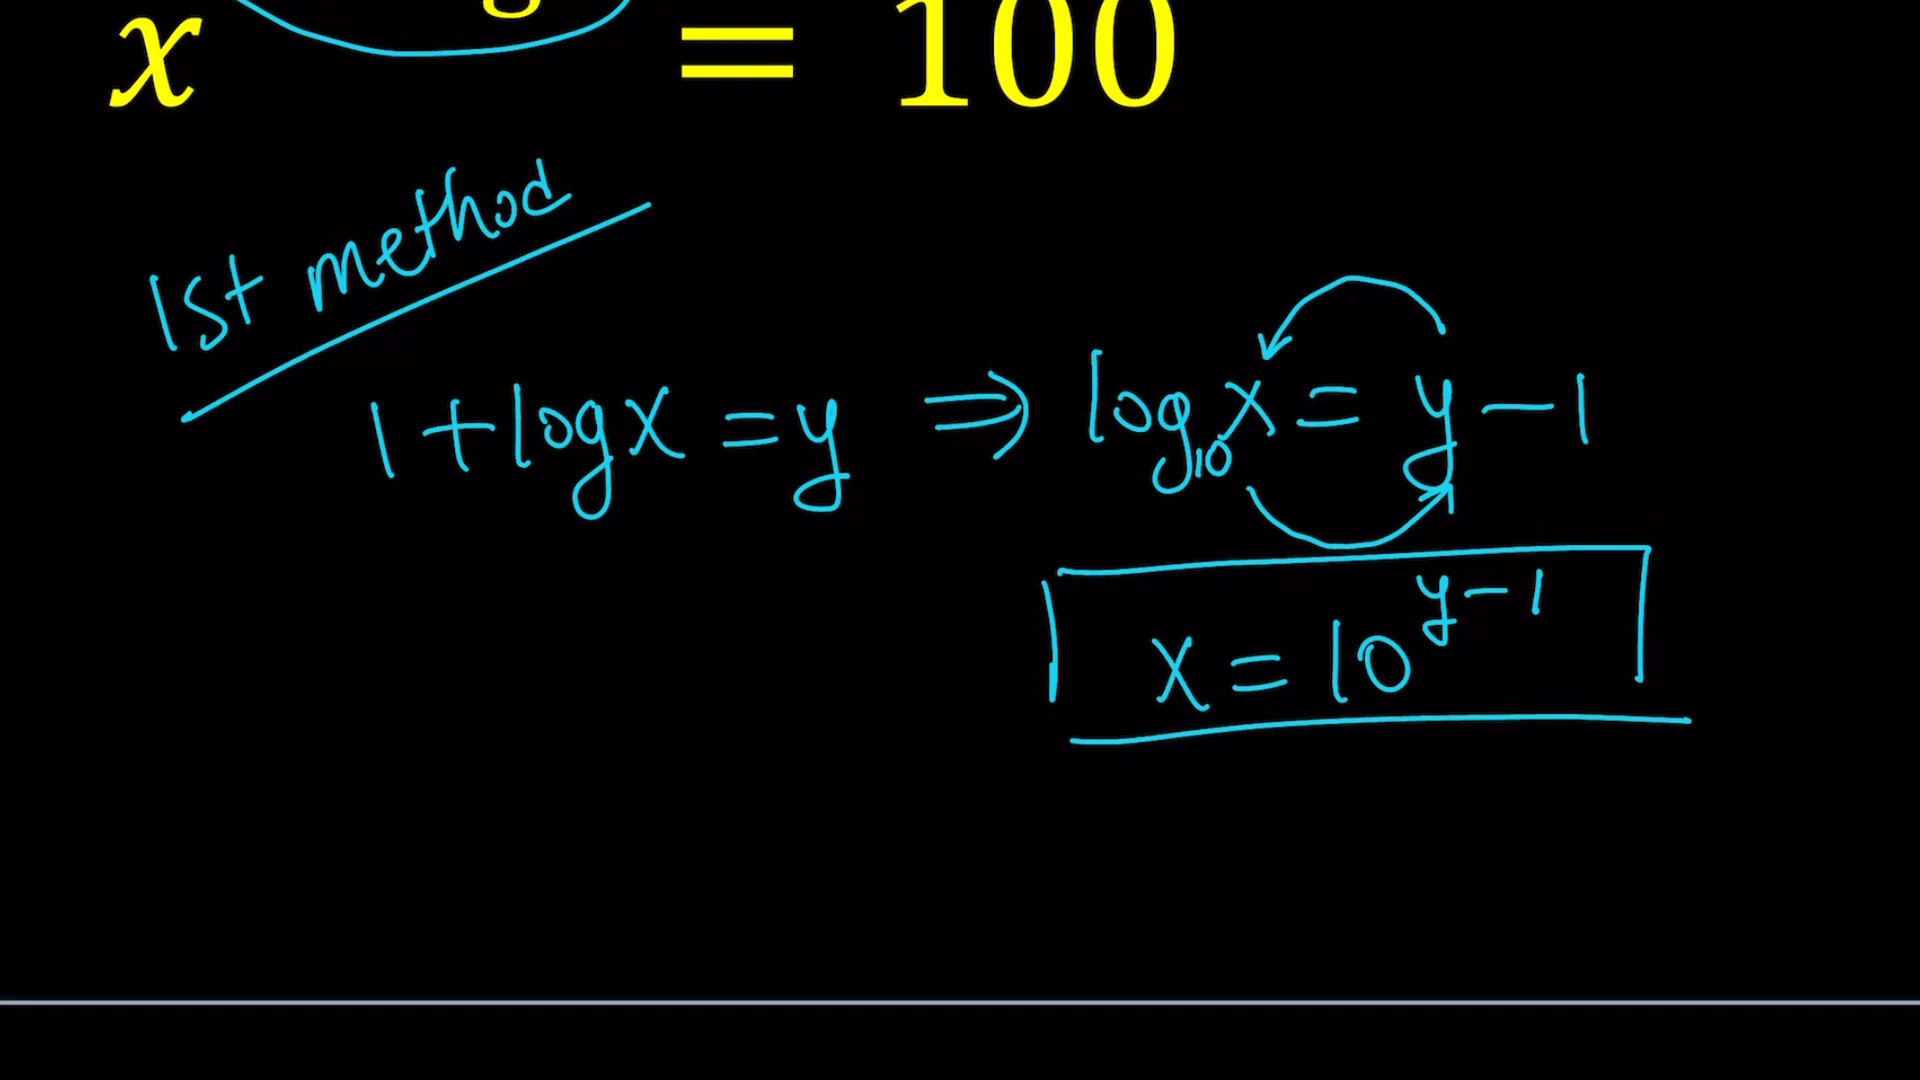 x = 100
1st method
1 + log x = y ⇒ log₁₀ x = y − 1
x = 10^(y−1)